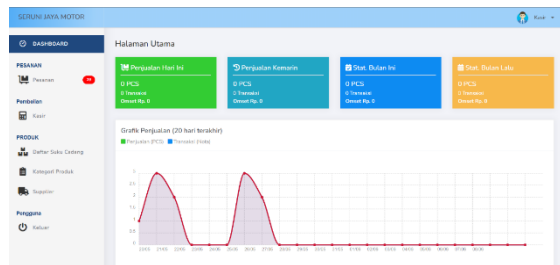 SERUNI JAYA MOTOR
Kasir
DASHBOARD
Halaman Utama
PESANAN
Pesanan
Pembelian
Kasir
PRODUK
Daftar Suku Cadang
Kategori Produk
Supplier
Pengguna
Keluar
Penjualan Hari Ini
0 PCS
0 Transaksi
Omset Rp. 0
Penjualan Kemarin
0 PCS
0 Transaksi
Omset Rp. 0
Stat. Bulan Ini
0 PCS
0 Transaksi
Omset Rp. 0
Stat. Bulan Lalu
0 PCS
0 Transaksi
Omset Rp. 0
Grafik Penjualan (20 hari terakhir)
Penjualan (PCS)
Transaksi (Nota)